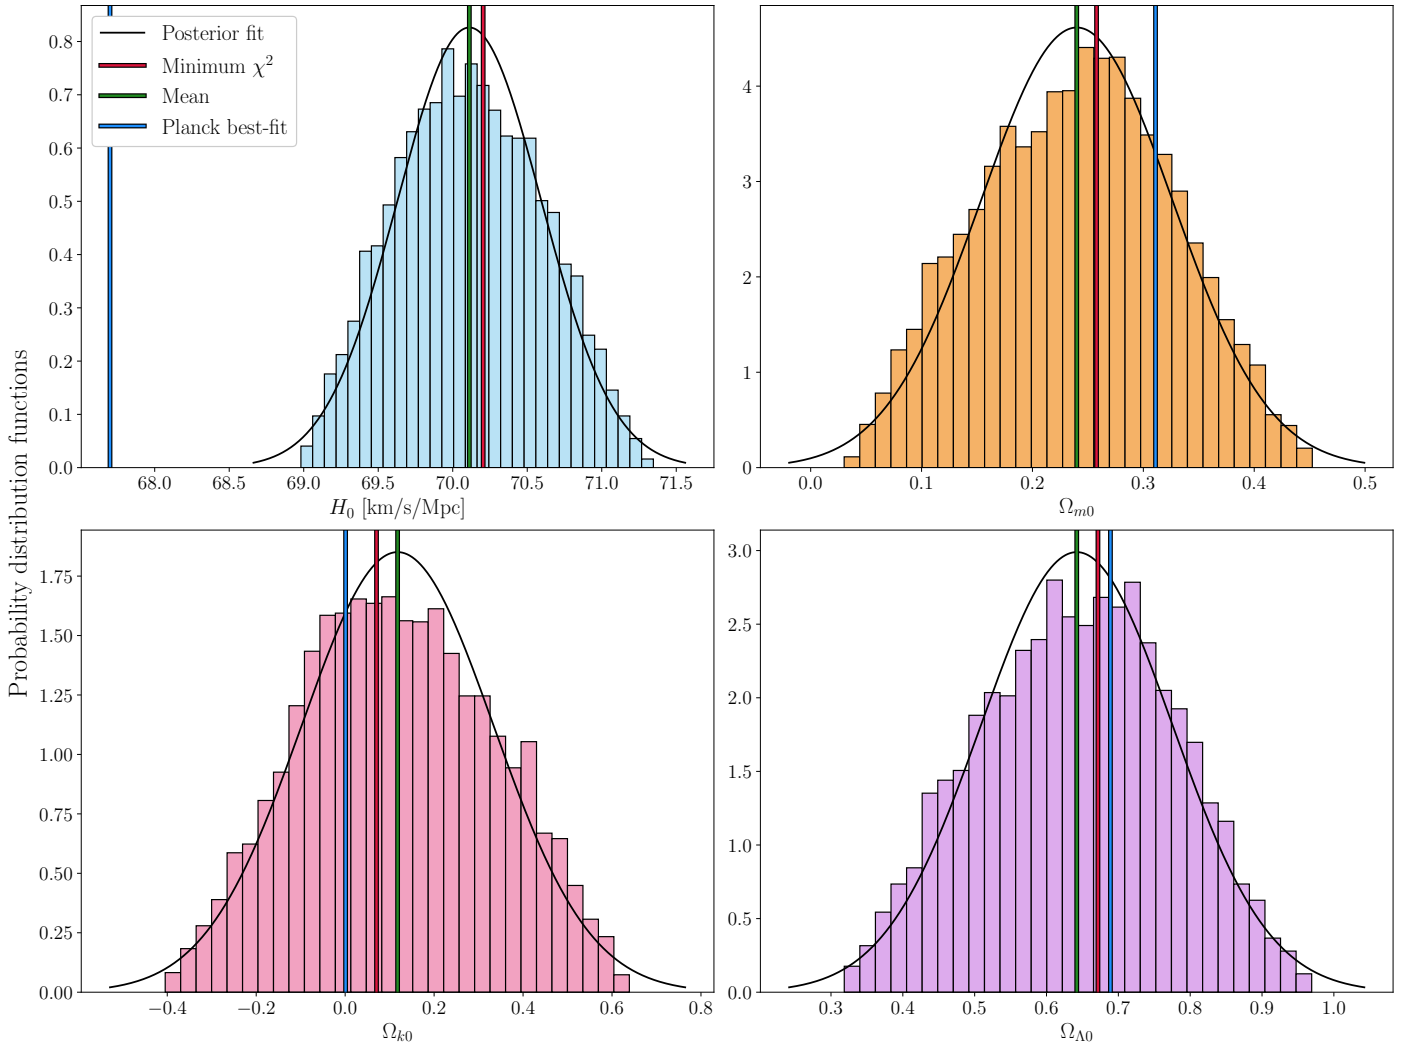 Probability distribution functions
Posterior fit
Minimum χ²
Mean
Planck best-fit
0.8
0.7
0.6
0.5
0.4
0.3
0.2
0.1
0.0
68.0 68.5 69.0 69.5 70.0 70.5 71.0 71.5
H₀ [km/s/Mpc]
4
3
2
1
0
0.0 0.1 0.2 0.3 0.4 0.5
Ωₘ₀
1.75
1.50
1.25
1.00
0.75
0.50
0.25
0.00
−0.4 −0.2 0.0 0.2 0.4 0.6 0.8
Ωₖ₀
3.0
2.5
2.0
1.5
1.0
0.5
0.0
0.3 0.4 0.5 0.6 0.7 0.8 0.9 1.0
Ω_Λ0